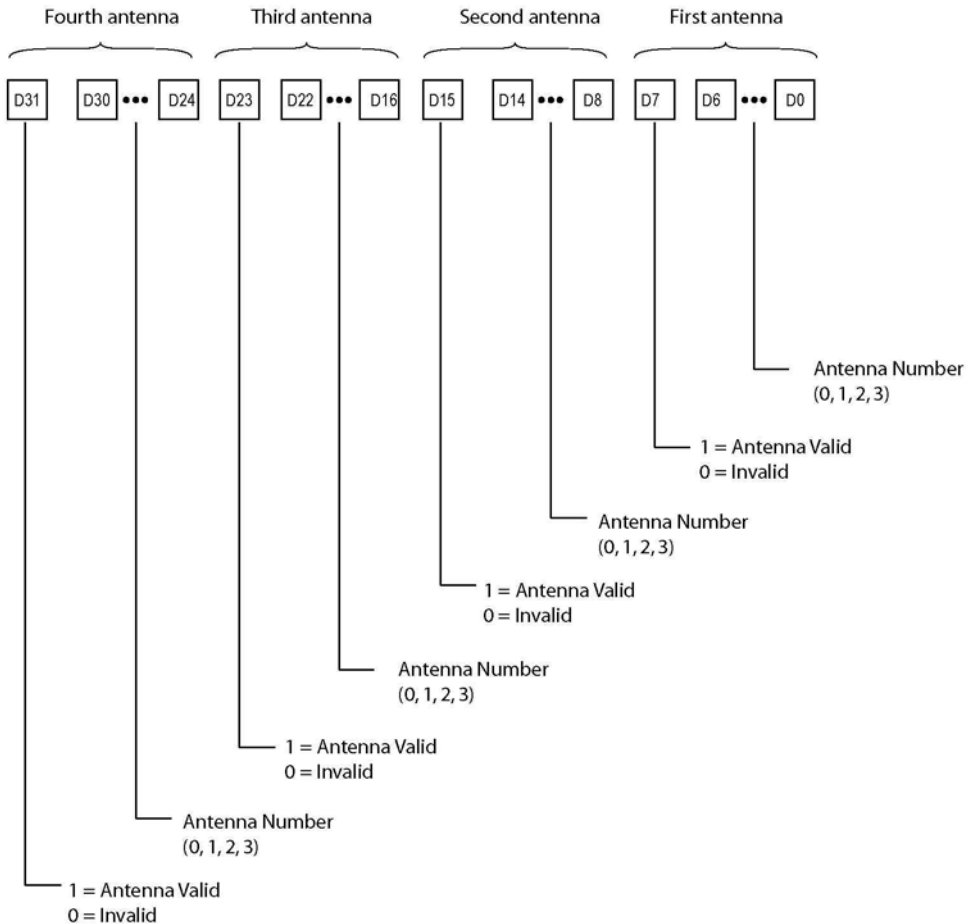 Fourth antenna Third antenna Second antenna First antenna
D31 D30 ••• D24 D23 D22 ••• D16 D15 D14 ••• D8 D7 D6 ••• D0
Antenna Number
(0, 1, 2, 3)
1 = Antenna Valid
0 = Invalid
Antenna Number
(0, 1, 2, 3)
1 = Antenna Valid
0 = Invalid
Antenna Number
(0, 1, 2, 3)
1 = Antenna Valid
0 = Invalid
Antenna Number
(0, 1, 2, 3)
1 = Antenna Valid
0 = Invalid